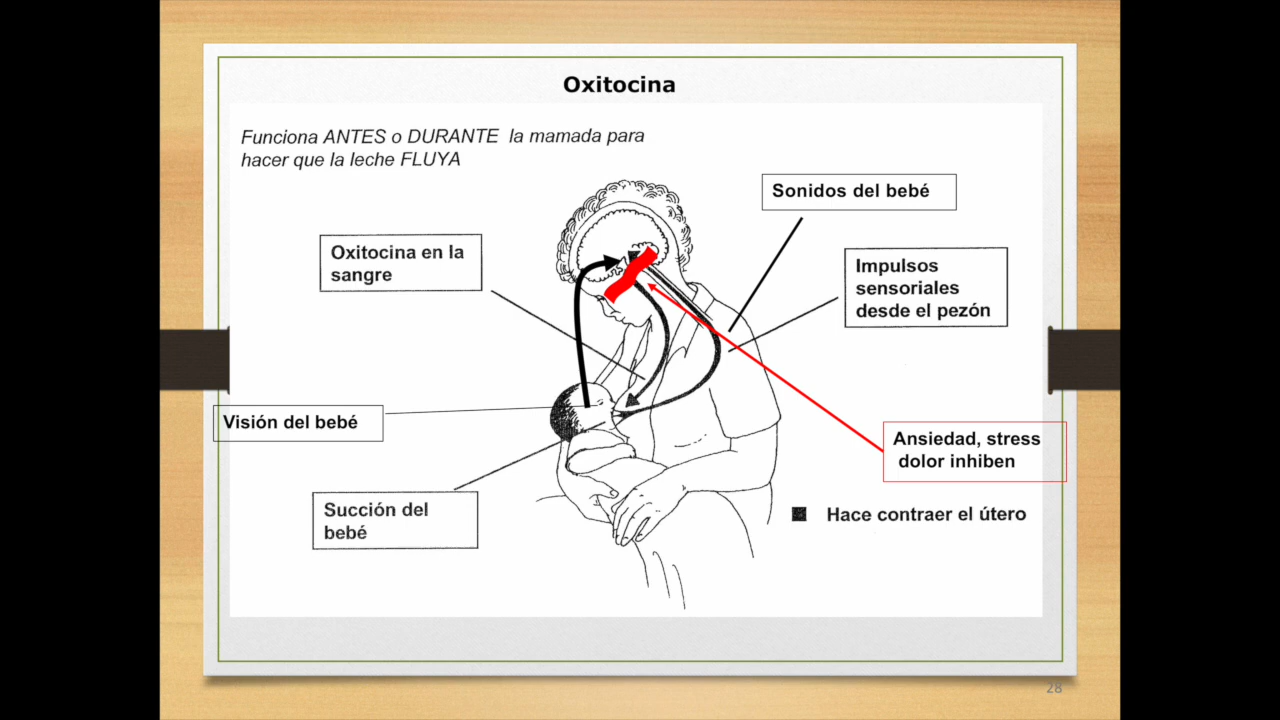 Oxitocina
Funciona ANTES o DURANTE la mamada para
hacer que la leche FLUYA
Sonidos del bebé
Oxitocina en la
sangre
Impulsos
sensoriales
desde el pezón
Visión del bebé
Ansiedad, stress
dolor inhiben
Succión del
bebé
Hace contraer el útero
28